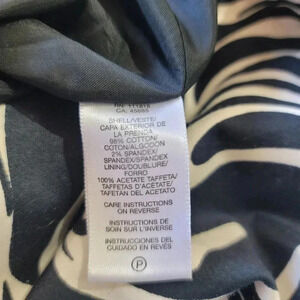 CA: 45695
SHELL/VESTE/
CAPA EXTERIOR DE
LA PRENDA
98% COTTON/
COTON/ALGODON
2% SPANDEX/
SPANDEX/SPANDEX
LINING/DOUBLURE/
FORRO
100% ACETATE TAFFETA/
TAFFETAS D'ACETATE/
TAFETAN DEL ACETATO
CARE INSTRUCTIONS
ON REVERSE
INSTRUCTIONS DE
SOIN SUR L'INVERSE
INSTRUCCIONES DEL
CUIDADO EN REVES
P